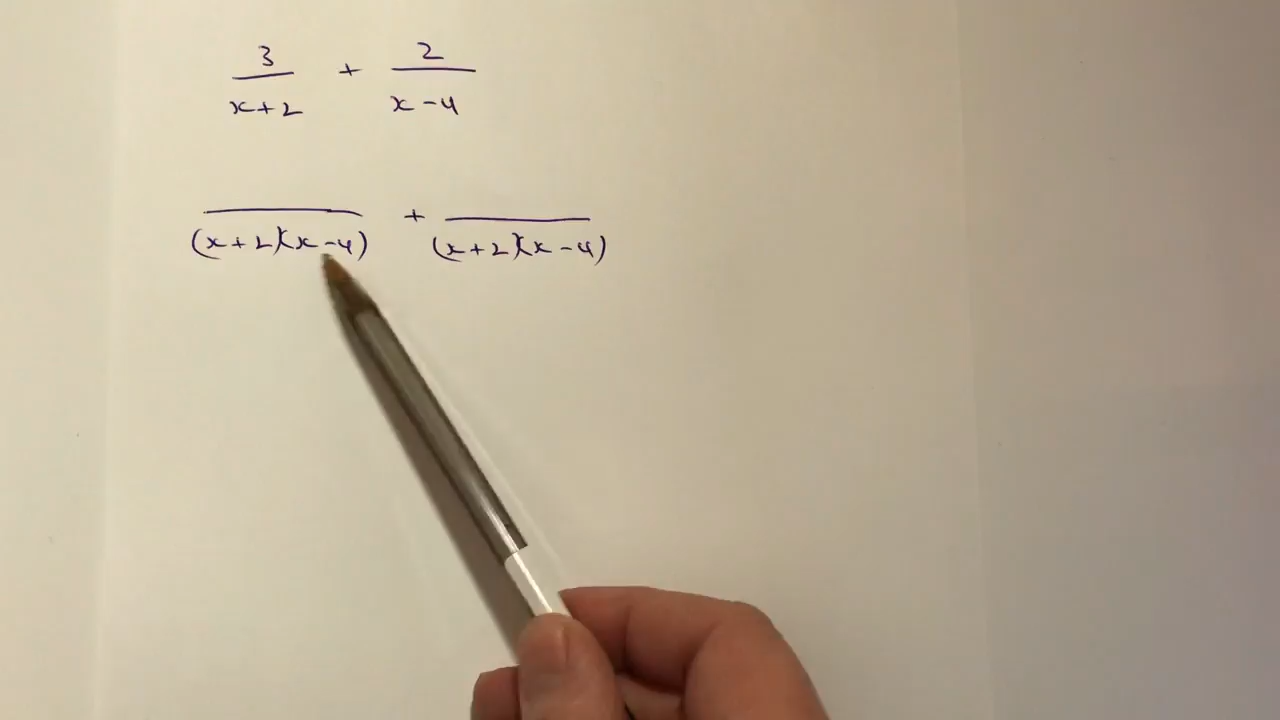 3 2
+
x+2 x-4
+
(x+2)(x-4) (x+2)(x-4)